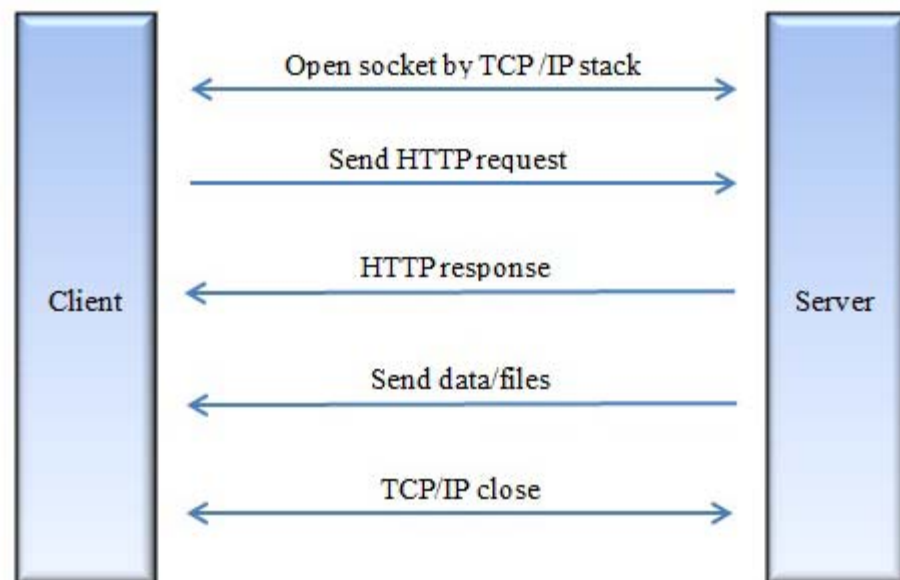 Open socket by TCP /IP stack
Send HTTP request
HTTP response
Client
Server
Send data/files
TCP/IP close